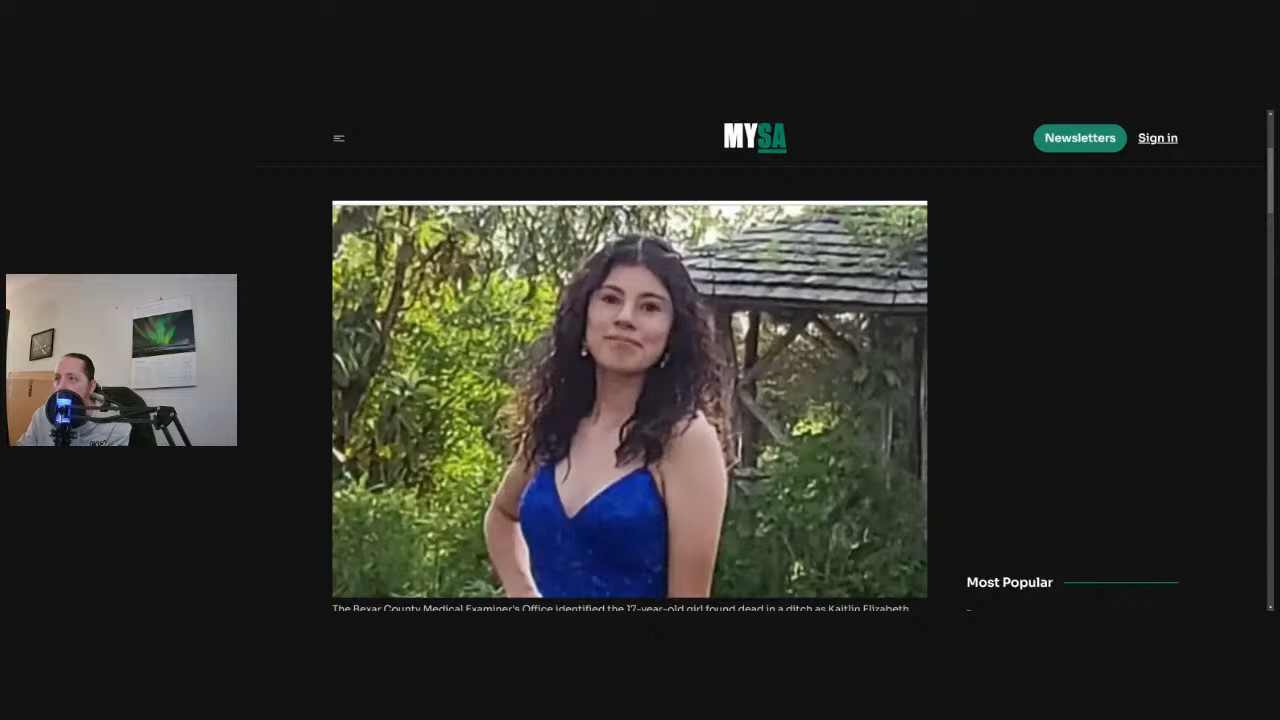 MYSA
Newsletters
Sign in
Most Popular
The Bexar County Medical Examiner's Office identified the 17-year-old girl found dead in a ditch as Kaitlin Elizabeth